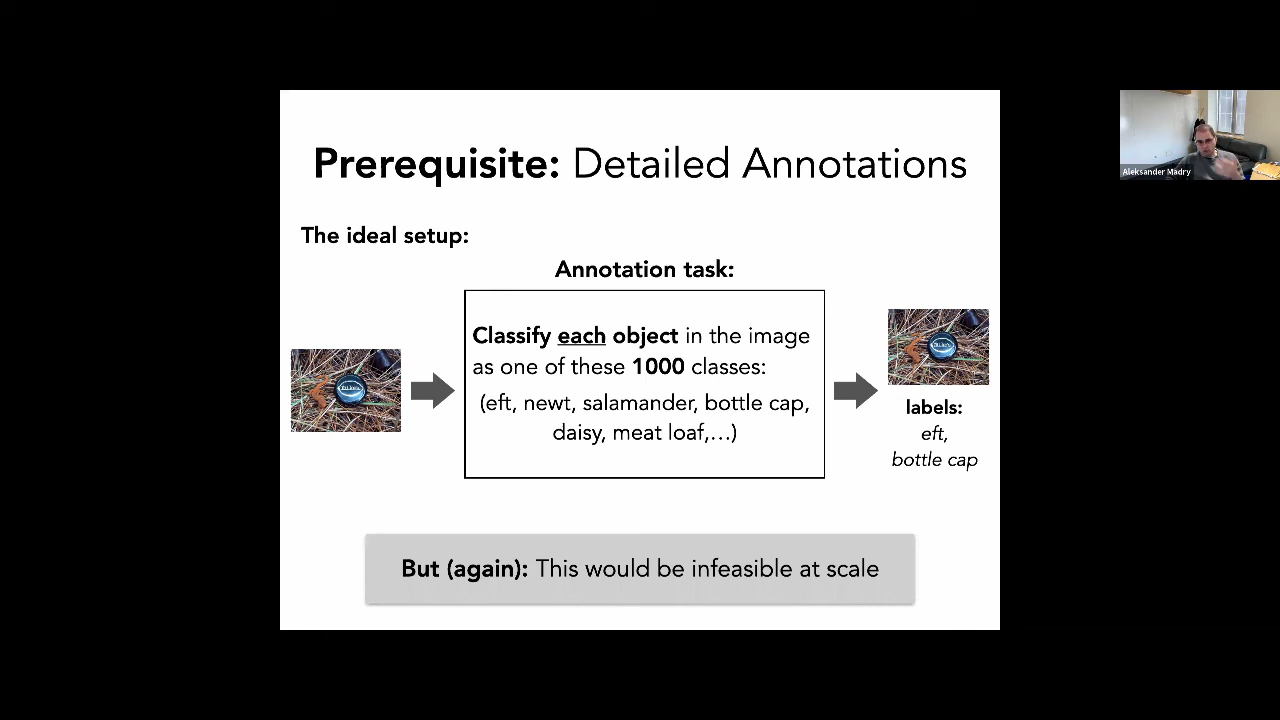 Prerequisite: Detailed Annotations
The ideal setup:
Annotation task:
Classify each object in the image
as one of these 1000 classes:
(eft, newt, salamander, bottle cap,
daisy, meat loaf,…)
labels:
eft,
bottle cap
But (again): This would be infeasible at scale
Aleksander Madry